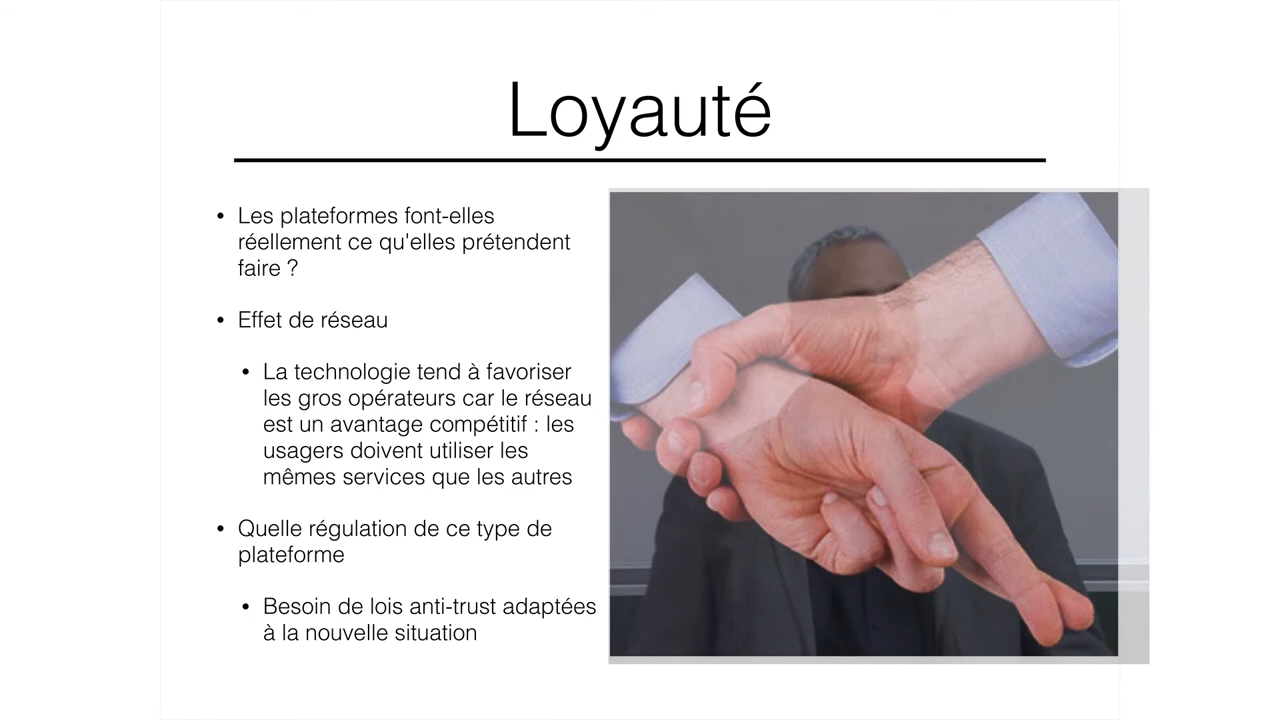 Loyauté
• Les plateformes font-elles
réellement ce qu'elles prétendent
faire ?
• Effet de réseau
• La technologie tend à favoriser
les gros opérateurs car le réseau
est un avantage compétitif : les
usagers doivent utiliser les
mêmes services que les autres
• Quelle régulation de ce type de
plateforme
• Besoin de lois anti-trust adaptées
à la nouvelle situation